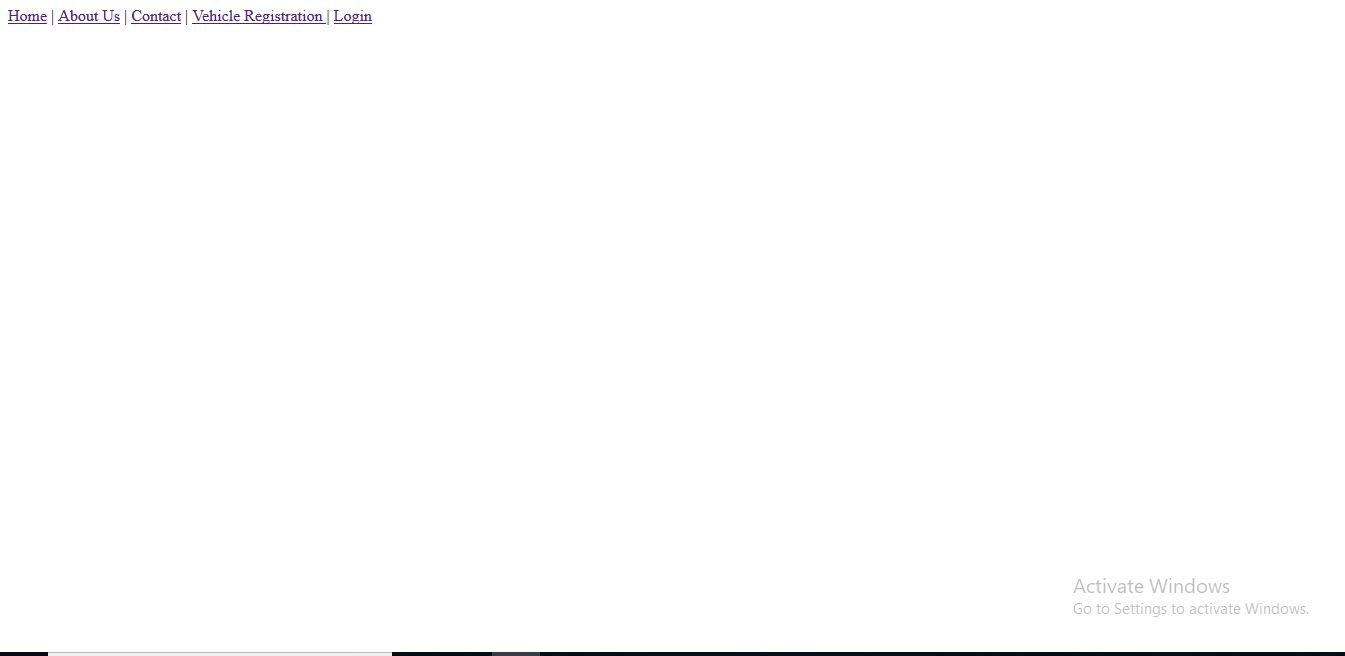 Home | About Us | Contact | Vehicle Registration | Login
Activate Windows
Go to Settings to activate Windows.